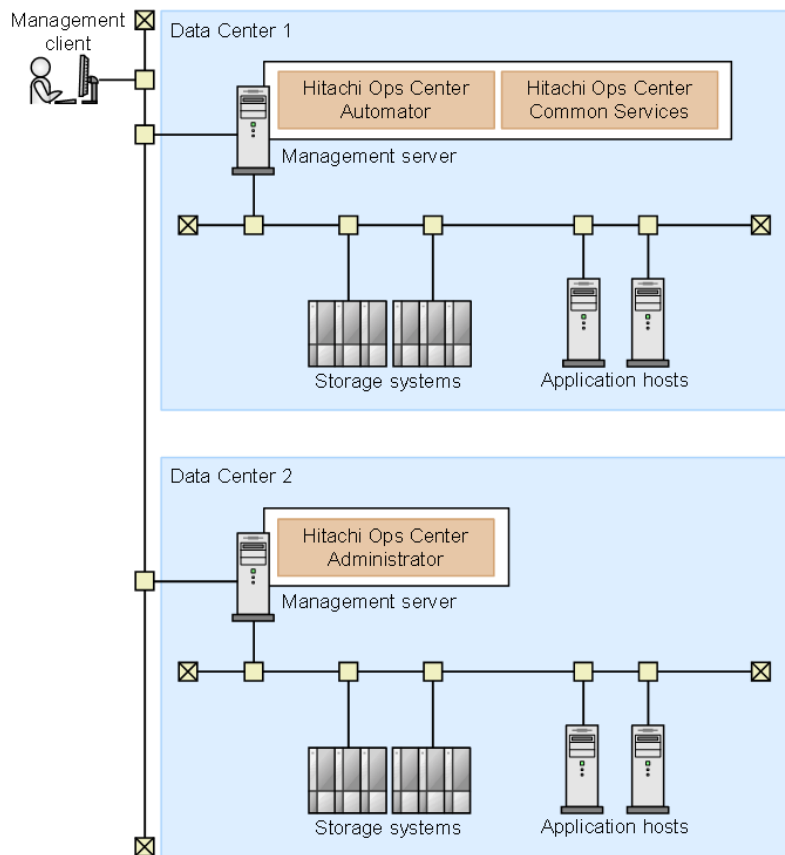 Management
client
Data Center 1
Hitachi Ops Center
Automator
Hitachi Ops Center
Common Services
Management server
Storage systems
Application hosts
Data Center 2
Hitachi Ops Center
Administrator
Management server
Storage systems
Application hosts